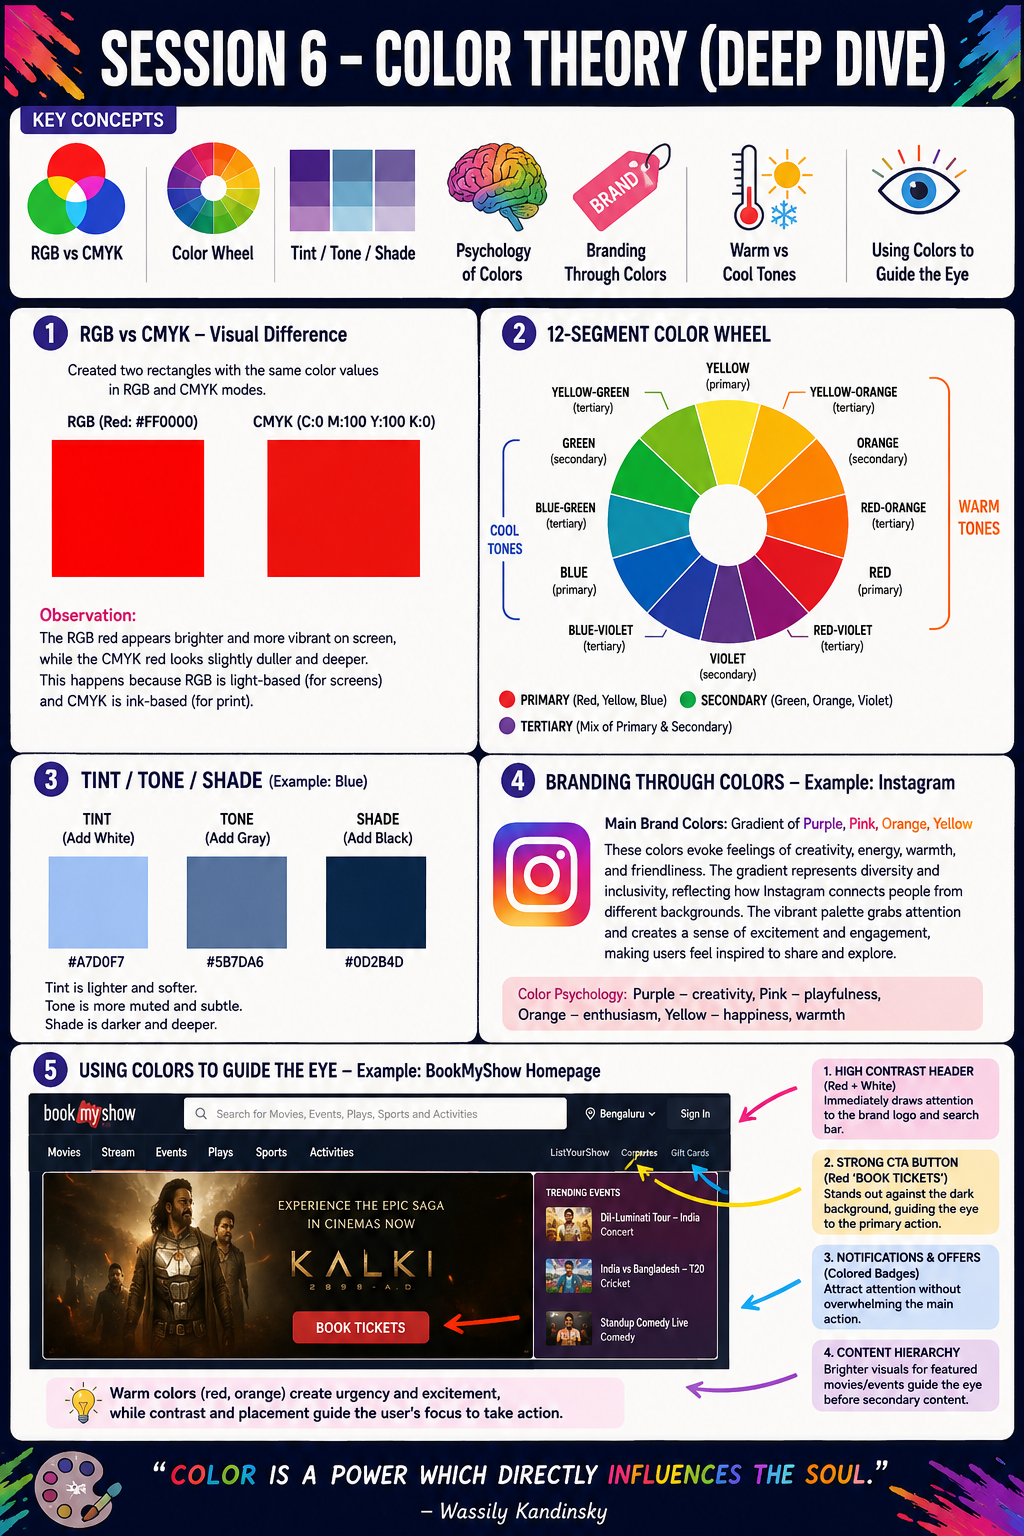 SESSION 6 – COLOR THEORY (DEEP DIVE)
KEY CONCEPTS
RGB vs CMYK
Color Wheel
Tint / Tone / Shade
Psychology
of Colors
BRAND
Branding
Through Colors
Warm vs
Cool Tones
Using Colors to
Guide the Eye
1 RGB vs CMYK – Visual Difference
Created two rectangles with the same color values
in RGB and CMYK modes.
RGB (Red: #FF0000)
CMYK (C:0 M:100 Y:100 K:0)
Observation:
The RGB red appears brighter and more vibrant on screen,
while the CMYK red looks slightly duller and deeper.
This happens because RGB is light-based (for screens)
and CMYK is ink-based (for print).
2 12-SEGMENT COLOR WHEEL
YELLOW
(primary)
YELLOW-GREEN
(tertiary)
YELLOW-ORANGE
(tertiary)
GREEN
(secondary)
ORANGE
(secondary)
BLUE-GREEN
(tertiary)
RED-ORANGE
(tertiary)
COOL
TONES
WARM
TONES
BLUE
(primary)
RED
(primary)
BLUE-VIOLET
(tertiary)
RED-VIOLET
(tertiary)
VIOLET
(secondary)
PRIMARY (Red, Yellow, Blue)
SECONDARY (Green, Orange, Violet)
TERTIARY (Mix of Primary & Secondary)
3 TINT / TONE / SHADE (Example: Blue)
TINT
(Add White)
TONE
(Add Gray)
SHADE
(Add Black)
#A7D0F7
#5B7DA6
#0D2B4D
Tint is lighter and softer.
Tone is more muted and subtle.
Shade is darker and deeper.
4 BRANDING THROUGH COLORS – Example: Instagram
Main Brand Colors: Gradient of Purple, Pink, Orange, Yellow
These colors evoke feelings of creativity, energy, warmth,
and friendliness. The gradient represents diversity and
inclusivity, reflecting how Instagram connects people from
different backgrounds. The vibrant palette grabs attention
and creates a sense of excitement and engagement,
making users feel inspired to share and explore.
Color Psychology: Purple – creativity, Pink – playfulness,
Orange – enthusiasm, Yellow – happiness, warmth
5 USING COLORS TO GUIDE THE EYE – Example: BookMyShow Homepage
book my show
Search for Movies, Events, Plays, Sports and Activities
Bengaluru
Sign In
Movies Stream Events Plays Sports Activities
ListYourShow
Gift Cards
EXPERIENCE THE EPIC SAGA
IN CINEMAS NOW
KALKI
2898-A.D
BOOK TICKETS
TRENDING EVENTS
Dil-Luminati Tour – India
Concert
India vs Bangladesh – T20
Cricket
Standup Comedy Live
Comedy
1. HIGH CONTRAST HEADER
(Red + White)
Immediately draws attention
to the brand logo and search
bar.
2. STRONG CTA BUTTON
(Red 'BOOK TICKETS')
Stands out against the dark
background, guiding the eye
to the primary action.
3. NOTIFICATIONS & OFFERS
(Colored Badges)
Attract attention without
overwhelming the main
action.
4. CONTENT HIERARCHY
Brighter visuals for featured
movies/events guide the eye
before secondary content.
Warm colors (red, orange) create urgency and excitement,
while contrast and placement guide the user's focus to take action.
"COLOR IS A POWER WHICH DIRECTLY INFLUENCES THE SOUL."
– Wassily Kandinsky